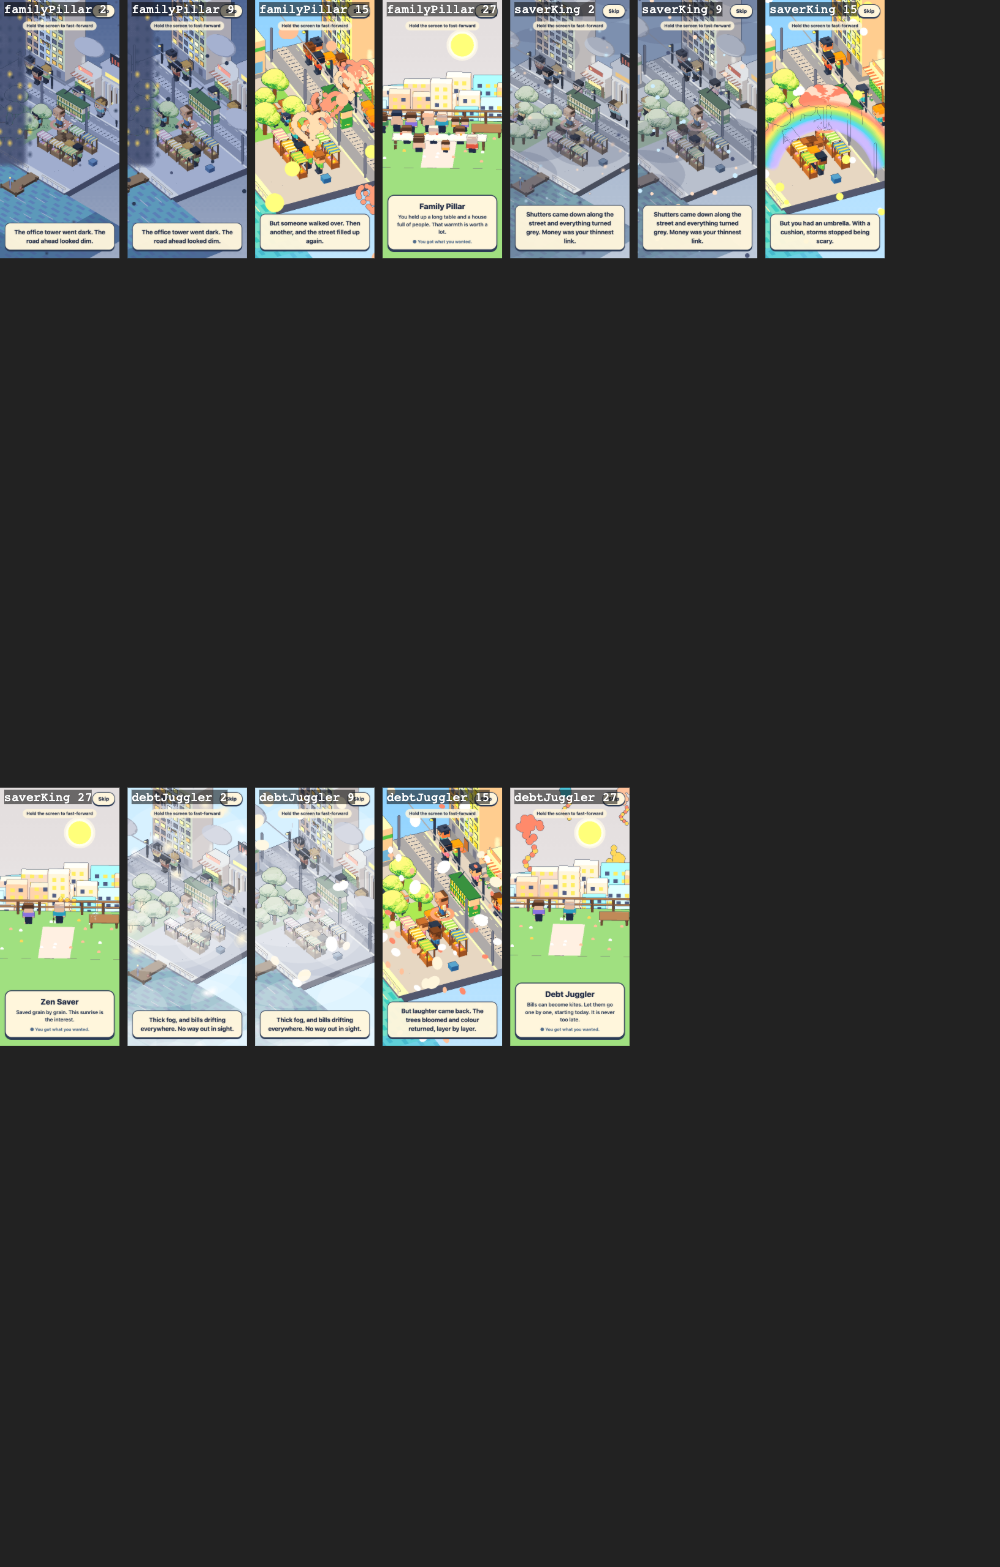 familyPillar 2
Hold the screen to fast-forward
The office tower went dark. The
road ahead looked dim.
familyPillar 9
Hold the screen to fast-forward
The office tower went dark. The
road ahead looked dim.
familyPillar 15
Hold the screen to fast-forward
But someone walked over. Then
another, and the street filled up
again.
familyPillar 27
Hold the screen to fast-forward
Family Pillar
You held up a long table and a house
full of people. That warmth is worth a
lot.
You got what you wanted.
saverKing 2
Skip
Hold the screen to fast-forward
Shutters came down along the
street and everything turned
grey. Money was your thinnest
link.
saverKing 9
Skip
Hold the screen to fast-forward
Shutters came down along the
street and everything turned
grey. Money was your thinnest
link.
saverKing 15
Skip
Hold the screen to fast-forward
But you had an umbrella. With a
cushion, storms stopped being
scary.
saverKing 27
Skip
Hold the screen to fast-forward
Zen Saver
Saved grain by grain. This sunrise is
the interest.
You got what you wanted.
debtJuggler 2
Skip
Hold the screen to fast-forward
Thick fog, and bills drifting
everywhere. No way out in sight.
debtJuggler 9
Skip
Hold the screen to fast-forward
Thick fog, and bills drifting
everywhere. No way out in sight.
debtJuggler 15
Hold the screen to fast-forward
But laughter came back. The
trees bloomed and colour
returned, layer by layer.
debtJuggler 27
Hold the screen to fast-forward
Debt Juggler
Bills can become kites. Let them go
one by one, starting today. It is never
too late.
You got what you wanted.